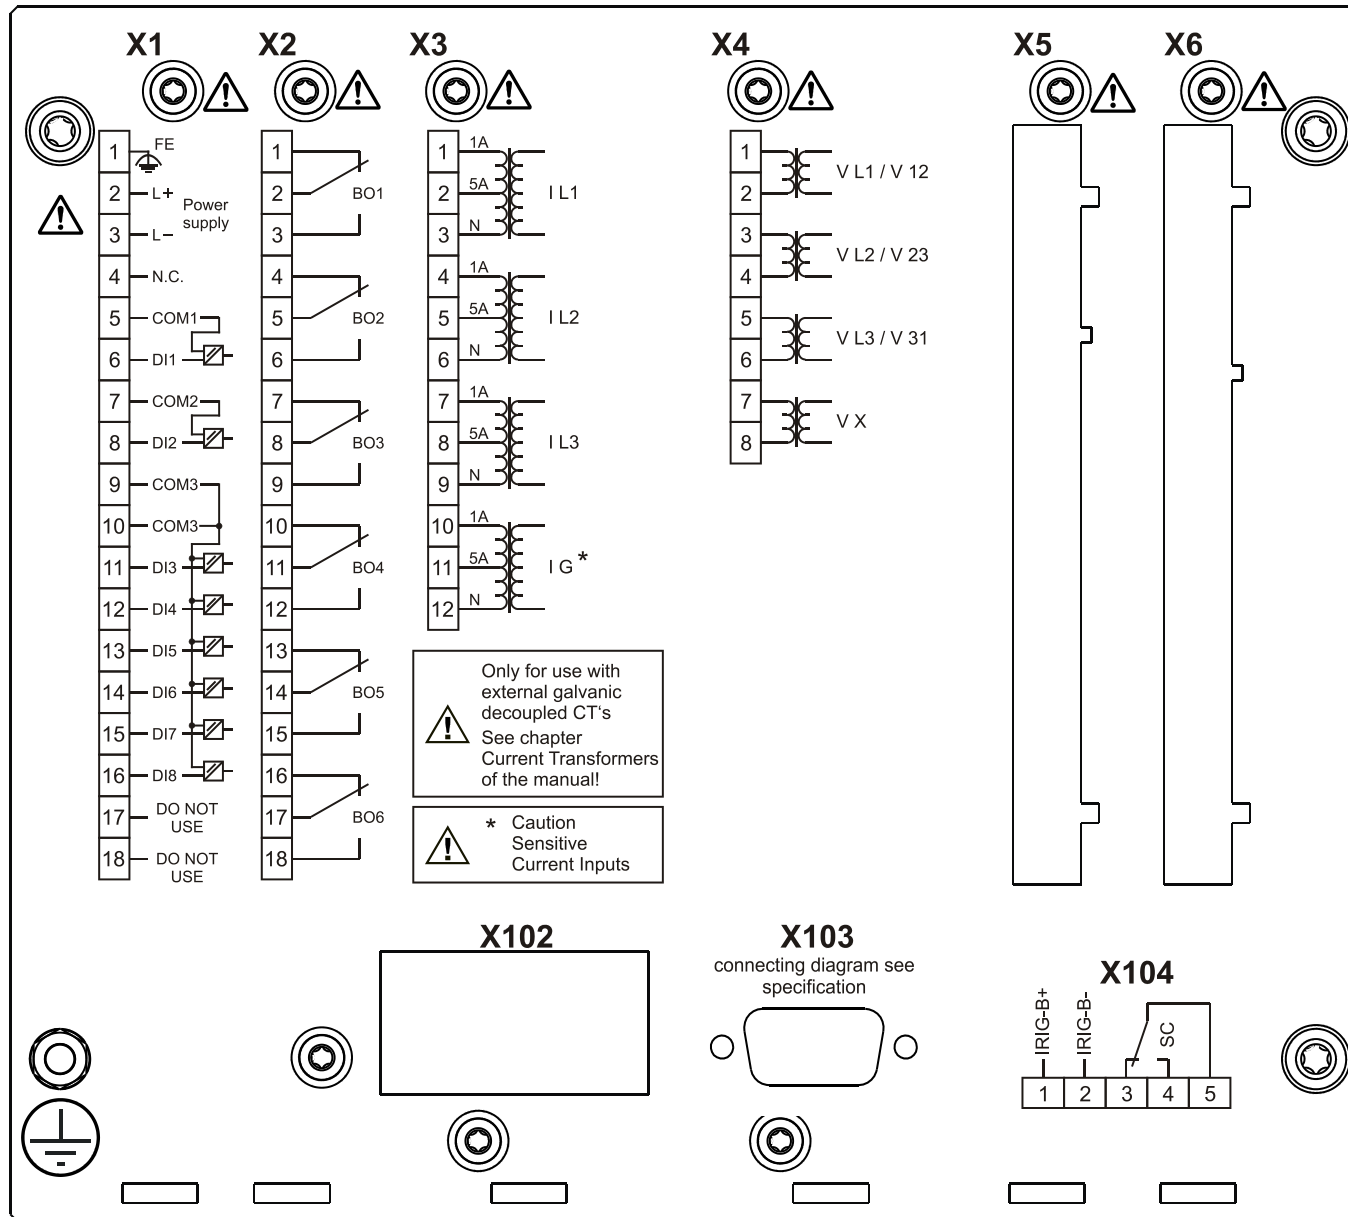 X1
1 FE
2 L+
Power
supply
3 L−
4 N.C.
5 COM1
6 DI1
7 COM2
8 DI2
9 COM3
10 COM3
11 DI3
12 DI4
13 DI5
14 DI6
15 DI7
16 DI8
17 DO NOT
USE
18 DO NOT
USE
X2
1
2 BO1
3
4
5 BO2
6
7
8 BO3
9
10
11 BO4
12
13
14 BO5
15
16
17 BO6
18
X3
1 1A
2 5A I L1
3 N
4 1A
5 5A I L2
6 N
7 1A
8 5A I L3
9 N
10 1A
11 5A I G *
12 N
Only for use with
external galvanic
decoupled CT‘s
See chapter
Current Transformers
of the manual!
* Caution
Sensitive
Current Inputs
X4
1
V L1 / V 12
2
3
V L2 / V 23
4
5
V L3 / V 31
6
7
V X
8
X5
X6
X102
X103
connecting diagram see
specification
X104
IRIG-B+
IRIG-B-
SC
1 2 3 4 5